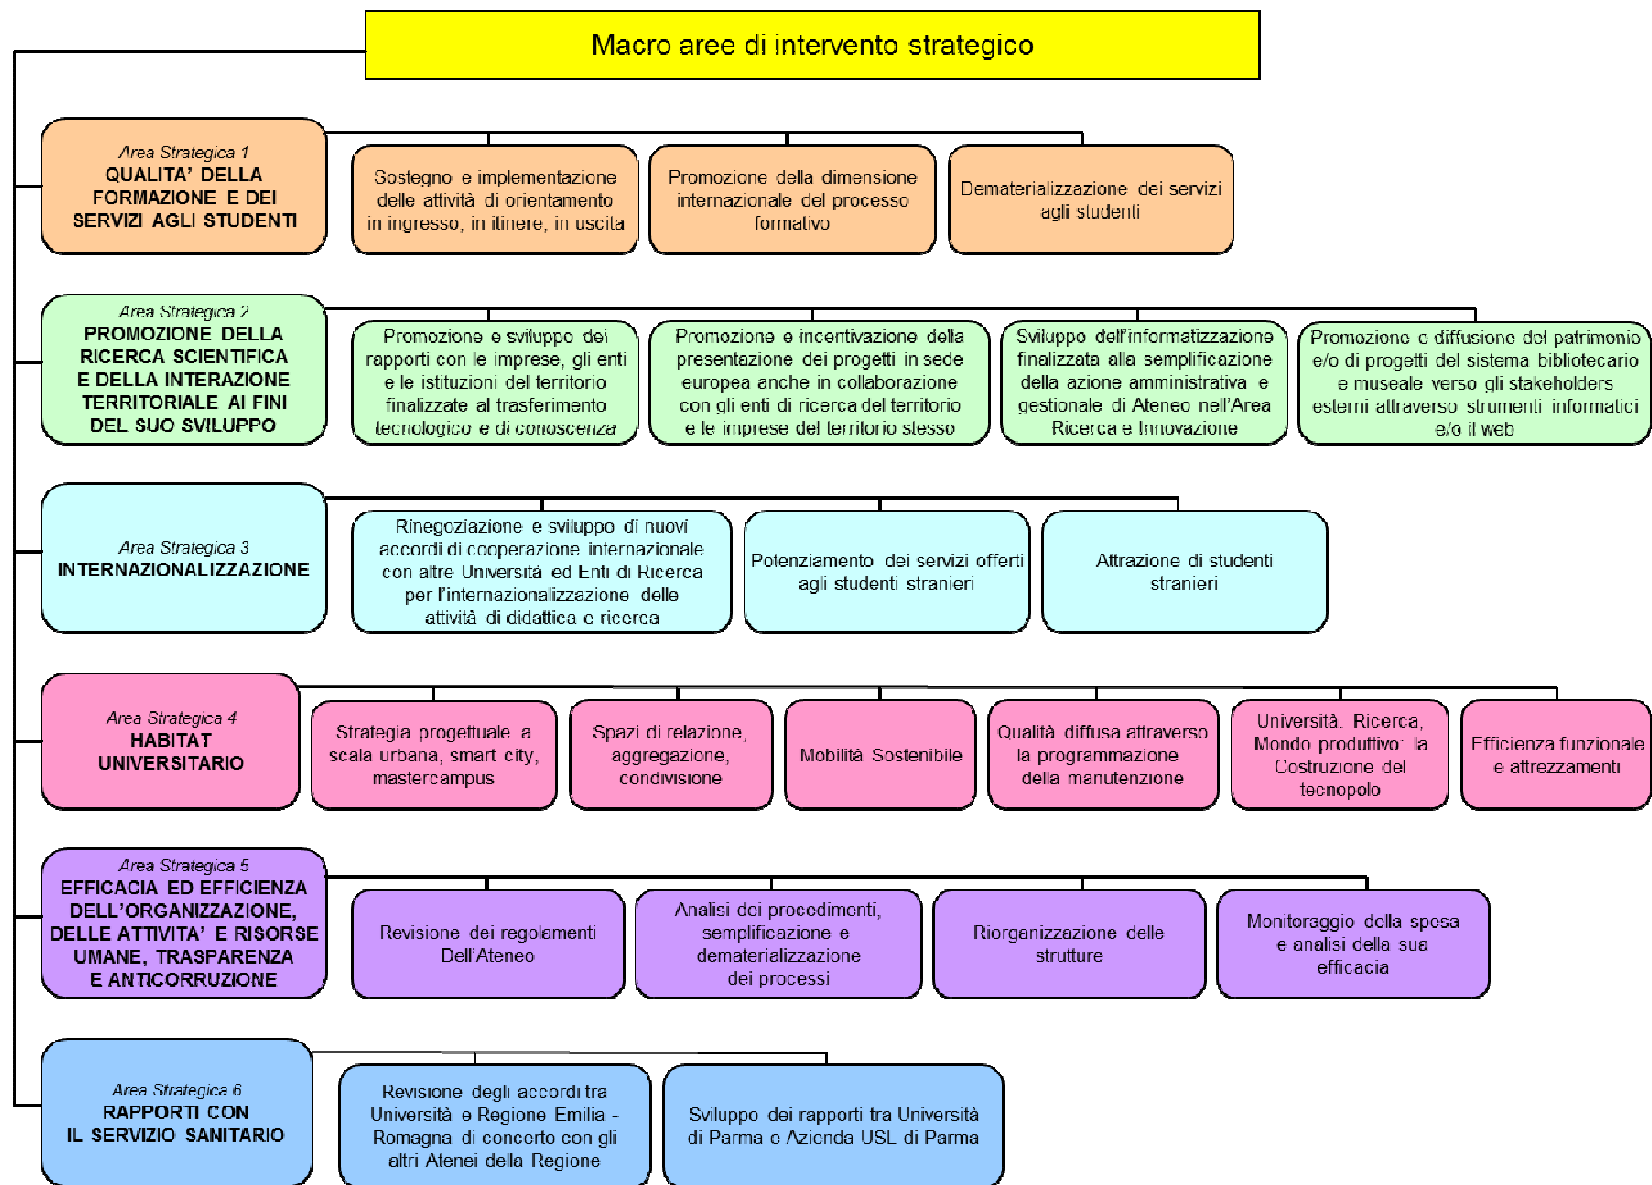 Macro aree di intervento strategico
Area Strategica 1
QUALITA' DELLA
FORMAZIONE E DEI
SERVIZI AGLI STUDENTI
Sostegno e implementazione
delle attività di orientamento
in ingresso, in itinere, in uscita
Promozione della dimensione
internazionale del processo
formativo
Dematerializzazione dei servizi
agli studenti
Area Strategica 2
PROMOZIONE DELLA
RICERCA SCIENTIFICA
E DELLA INTERAZIONE
TERRITORIALE AI FINI
DEL SUO SVILUPPO
Promozione e sviluppo dei
rapporti con le imprese, gli enti
e le istituzioni del territorio
finalizzate al trasferimento
tecnologico e di conoscenza
Promozione e incentivazione della
presentazione dei progetti in sede
europea anche in collaborazione
con gli enti di ricerca del territorio
e le imprese del territorio stesso
Sviluppo dell'informatizzazione
finalizzata alla semplificazione
della azione amministrativa e
gestionale di Ateneo nell'Area
Ricerca e Innovazione
Promozione e diffusione del patrimonio
e/o di progetti del sistema bibliotecario
e museale verso gli stakeholders
esterni attraverso strumenti informatici
e/o il web
Area Strategica 3
INTERNAZIONALIZZAZIONE
Rinegoziazione e sviluppo di nuovi
accordi di cooperazione internazionale
con altre Università ed Enti di Ricerca
per l'internazionalizzazione delle
attività di didattica e ricerca
Potenziamento dei servizi offerti
agli studenti stranieri
Attrazione di studenti
stranieri
Area Strategica 4
HABITAT
UNIVERSITARIO
Strategia progettuale a
scala urbana, smart city,
mastercampus
Spazi di relazione,
aggregazione,
condivisione
Mobilità Sostenibile
Qualità diffusa attraverso
la programmazione
della manutenzione
Università. Ricerca,
Mondo produttivo: la
Costruzione del
tecnopolo
Efficienza funzionale
e attrezzamenti
Area Strategica 5
EFFICACIA ED EFFICIENZA
DELL'ORGANIZZAZIONE,
DELLE ATTIVITA' E RISORSE
UMANE, TRASPARENZA
E ANTICORRUZIONE
Revisione dei regolamenti
Dell'Ateneo
Analisi dei procedimenti,
semplificazione e
dematerializzazione
dei processi
Riorganizzazione delle
strutture
Monitoraggio della spesa
e analisi della sua
efficacia
Area Strategica 6
RAPPORTI CON
IL SERVIZIO SANITARIO
Revisione degli accordi tra
Università e Regione Emilia -
Romagna di concerto con gli
altri Atenei della Regione
Sviluppo dei rapporti tra Università
di Parma e Azienda USL di Parma